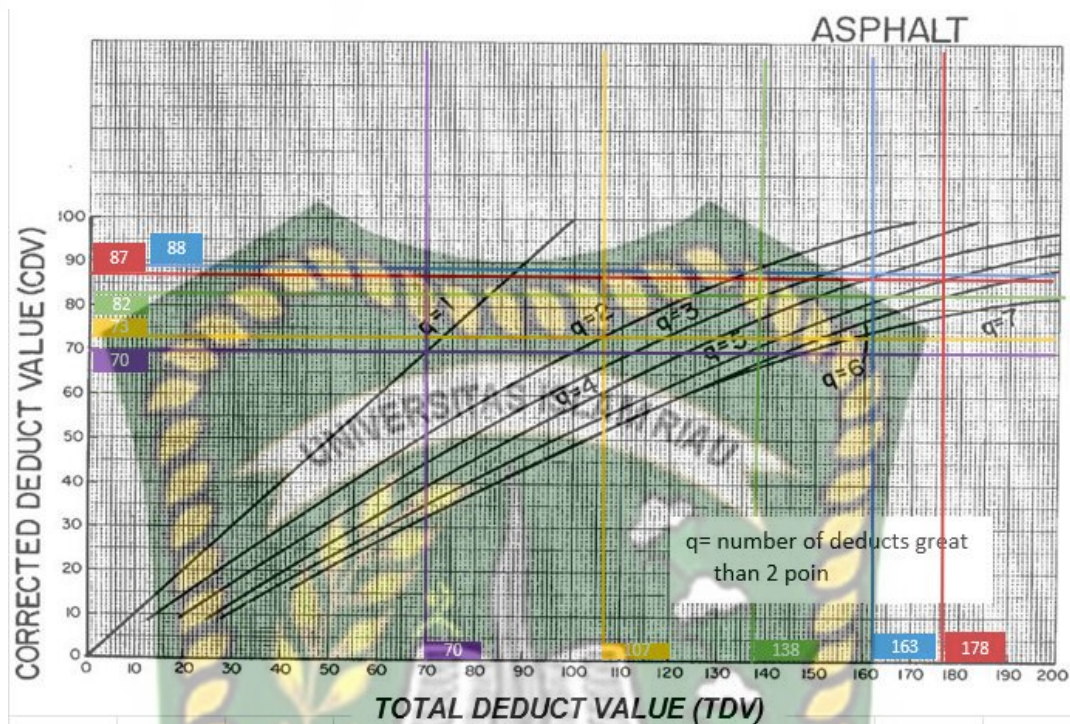 ASPHALT
CORRECTED DEDUCT VALUE (CDV)
100
90
80
70
60
50
40
30
20
10
0
87
88
82
73
70
q=1
q=2
q=3
q=4
q=5
q=6
q=7
UNIVERSITAS ISLAM RIAU
q= number of deducts great
than 2 poin
70
107
138
163
178
0 10 20 30 40 50 60 70 80 90 100 110 120 130 140 150 160 170 180 190 200
TOTAL DEDUCT VALUE (TDV)